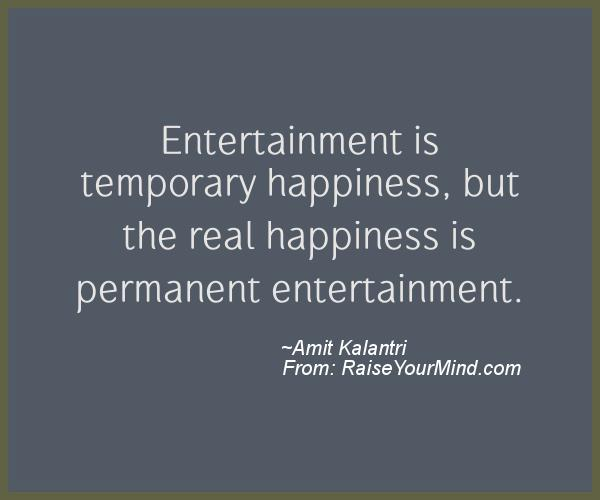 Entertainment is
temporary happiness, but
the real happiness is
permanent entertainment.
~Amit Kalantri
From: RaiseYourMind.com